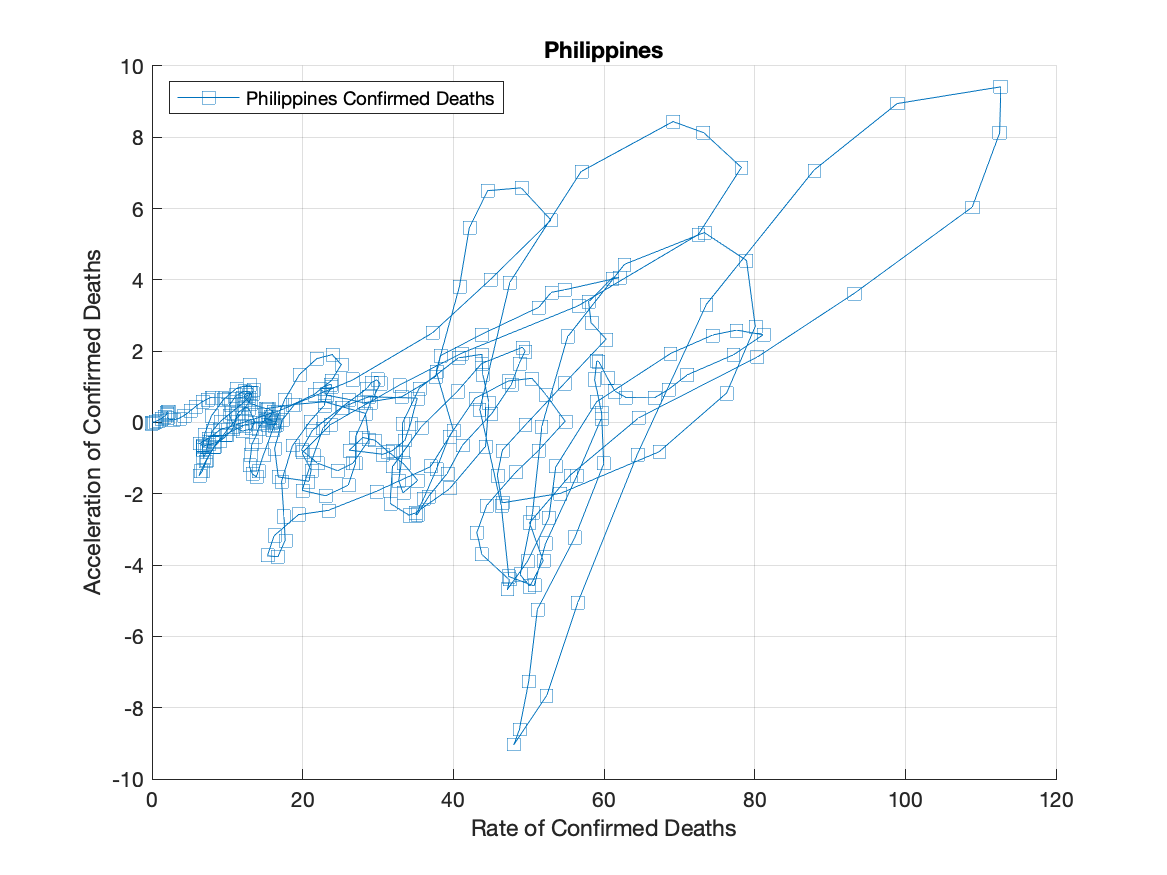 Philippines
10
8
6
4
2
0
-2
-4
-6
-8
-10
Acceleration of Confirmed Deaths
Philippines Confirmed Deaths
0 20 40 60 80 100 120
Rate of Confirmed Deaths